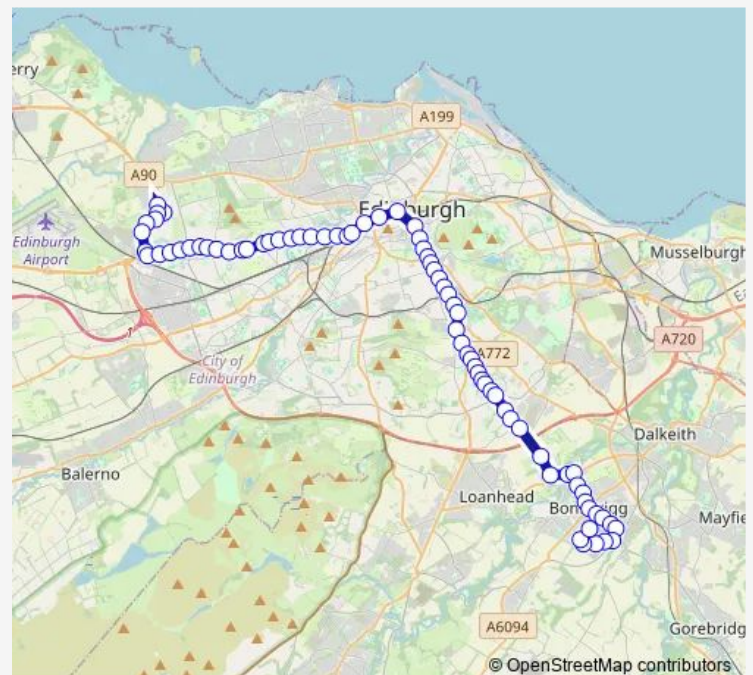 erry
A199
A90
Edinburgh
Edinburgh
Airport
Musselburgh
A720
A772
City of
Edinburgh
Dalkeith
Balerno
Loanhead
Mayfie
A6094
Gorebridg
© OpenStreetMap contributors